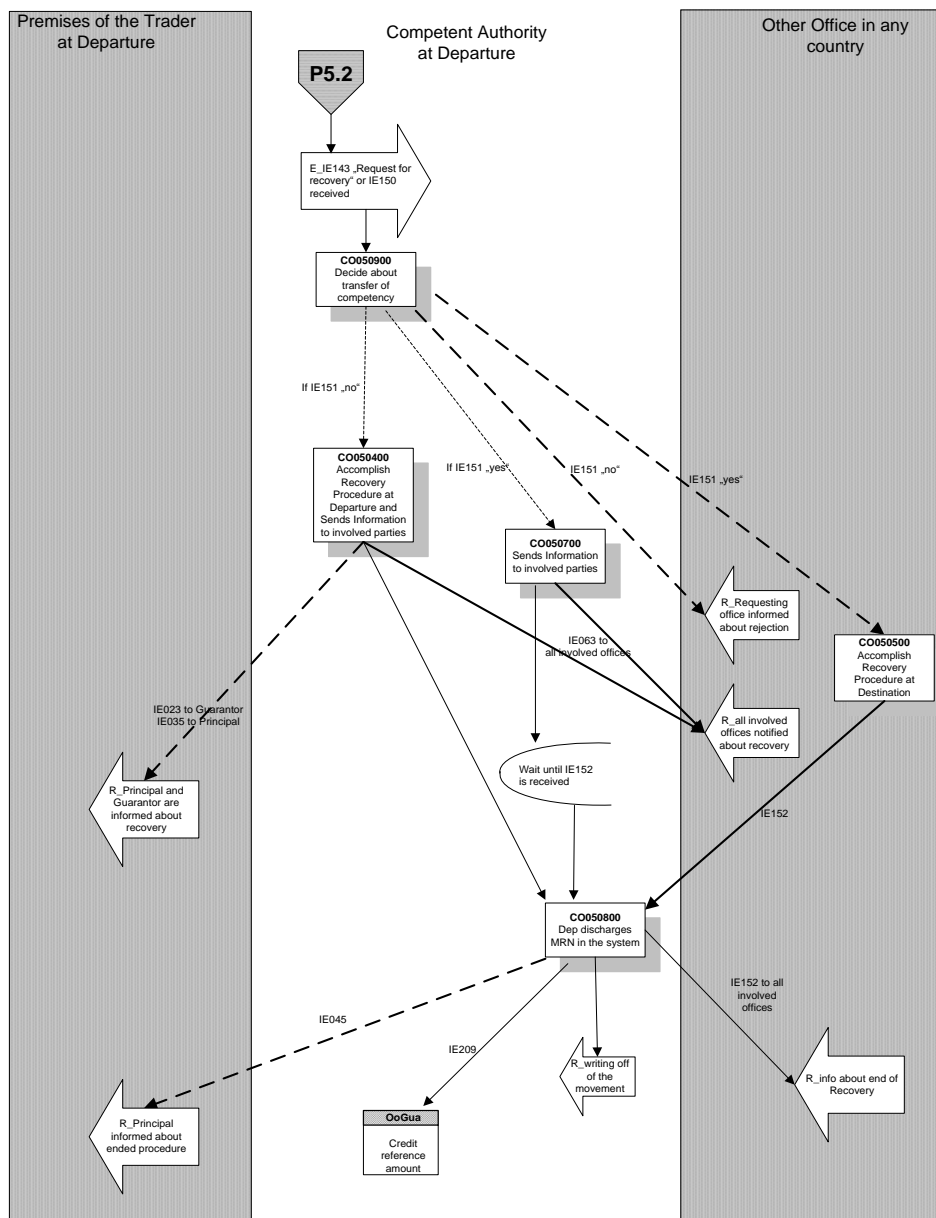 Premises of the Trader
at Departure
Competent Authority
at Departure
Other Office in any
country
P5.2
E_IE143 „Request for
recovery“ or IE150
received
CO050900
Decide about
transfer of
competency
If IE151 „no“
If IE151 „yes“
IE151 „no“
IE151 „yes“
CO050400
Accomplish
Recovery
Procedure at
Departure and
Sends Information
to involved parties
CO050700
Sends Information
to involved parties
R_Requesting
office informed
about rejection
CO050500
Accomplish
Recovery
Procedure at
Destination
IE063 to
all involved offices
IE023 to Guarantor
IE035 to Principal
R_all involved
offices notified
about recovery
Wait until IE152
is received
R_Principal and
Guarantor are
informed about
recovery
IE152
CO050800
Dep discharges
MRN in the system
IE152 to all
involved
offices
IE045
IE209
R_writing off
of the
movement
R_info about end of
Recovery
OoGua
Credit
reference
amount
R_Principal
informed about
ended procedure